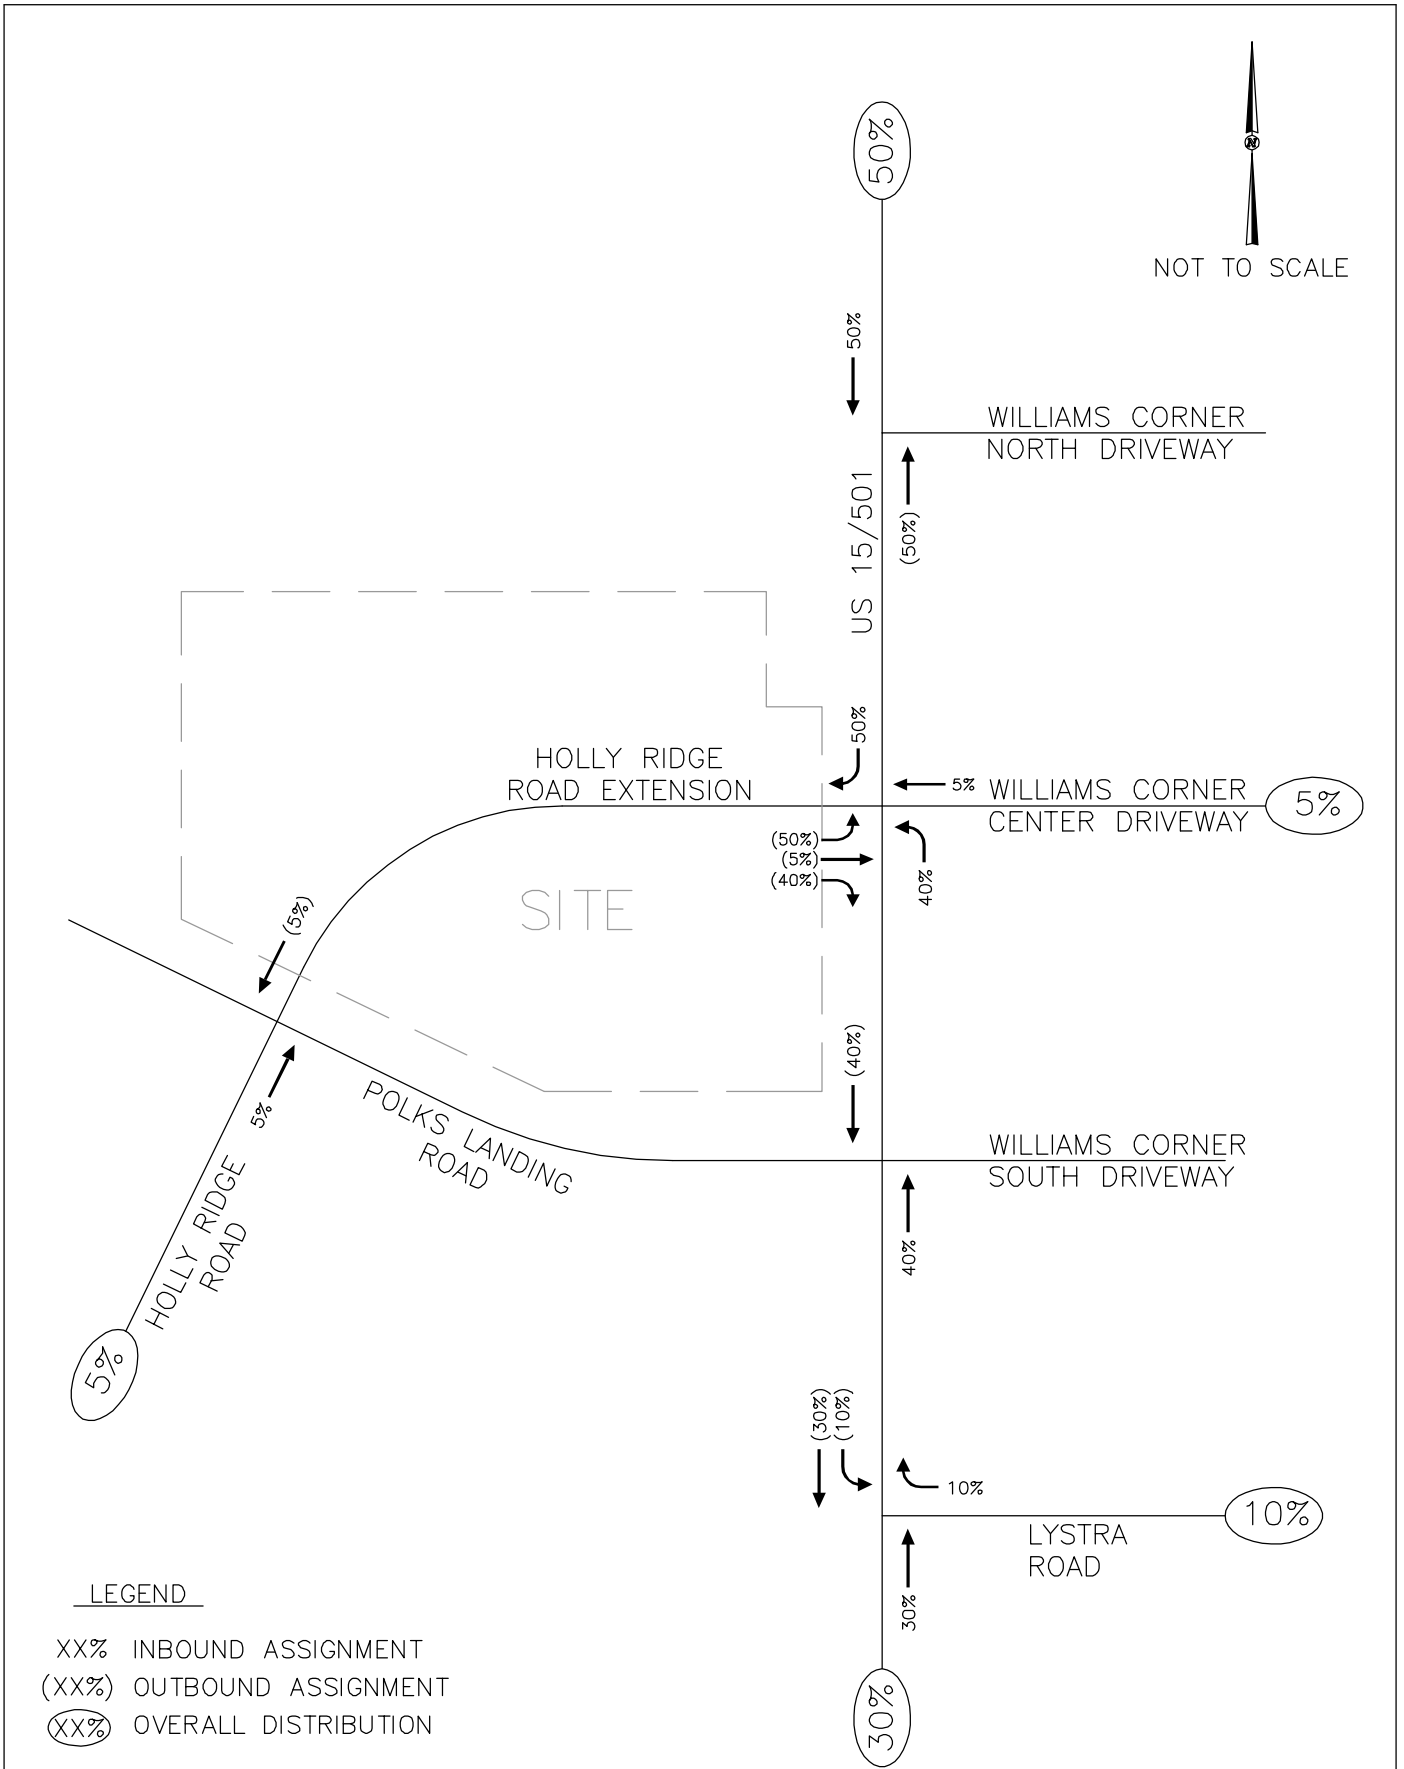 50%
NOT TO SCALE
50%
WILLIAMS CORNER
NORTH DRIVEWAY
US 15/501
(50%)
50%
HOLLY RIDGE
ROAD EXTENSION
5%
WILLIAMS CORNER
CENTER DRIVEWAY
5%
(50%)
(5%)
(40%)
40%
SITE
(5%)
(40%)
5%
POLKS LANDING
ROAD
WILLIAMS CORNER
SOUTH DRIVEWAY
40%
HOLLY RIDGE
ROAD
5%
(30%)
(10%)
10%
10%
LYSTRA
ROAD
30%
30%
LEGEND
XX% INBOUND ASSIGNMENT
(XX%) OUTBOUND ASSIGNMENT
XX% OVERALL DISTRIBUTION
N